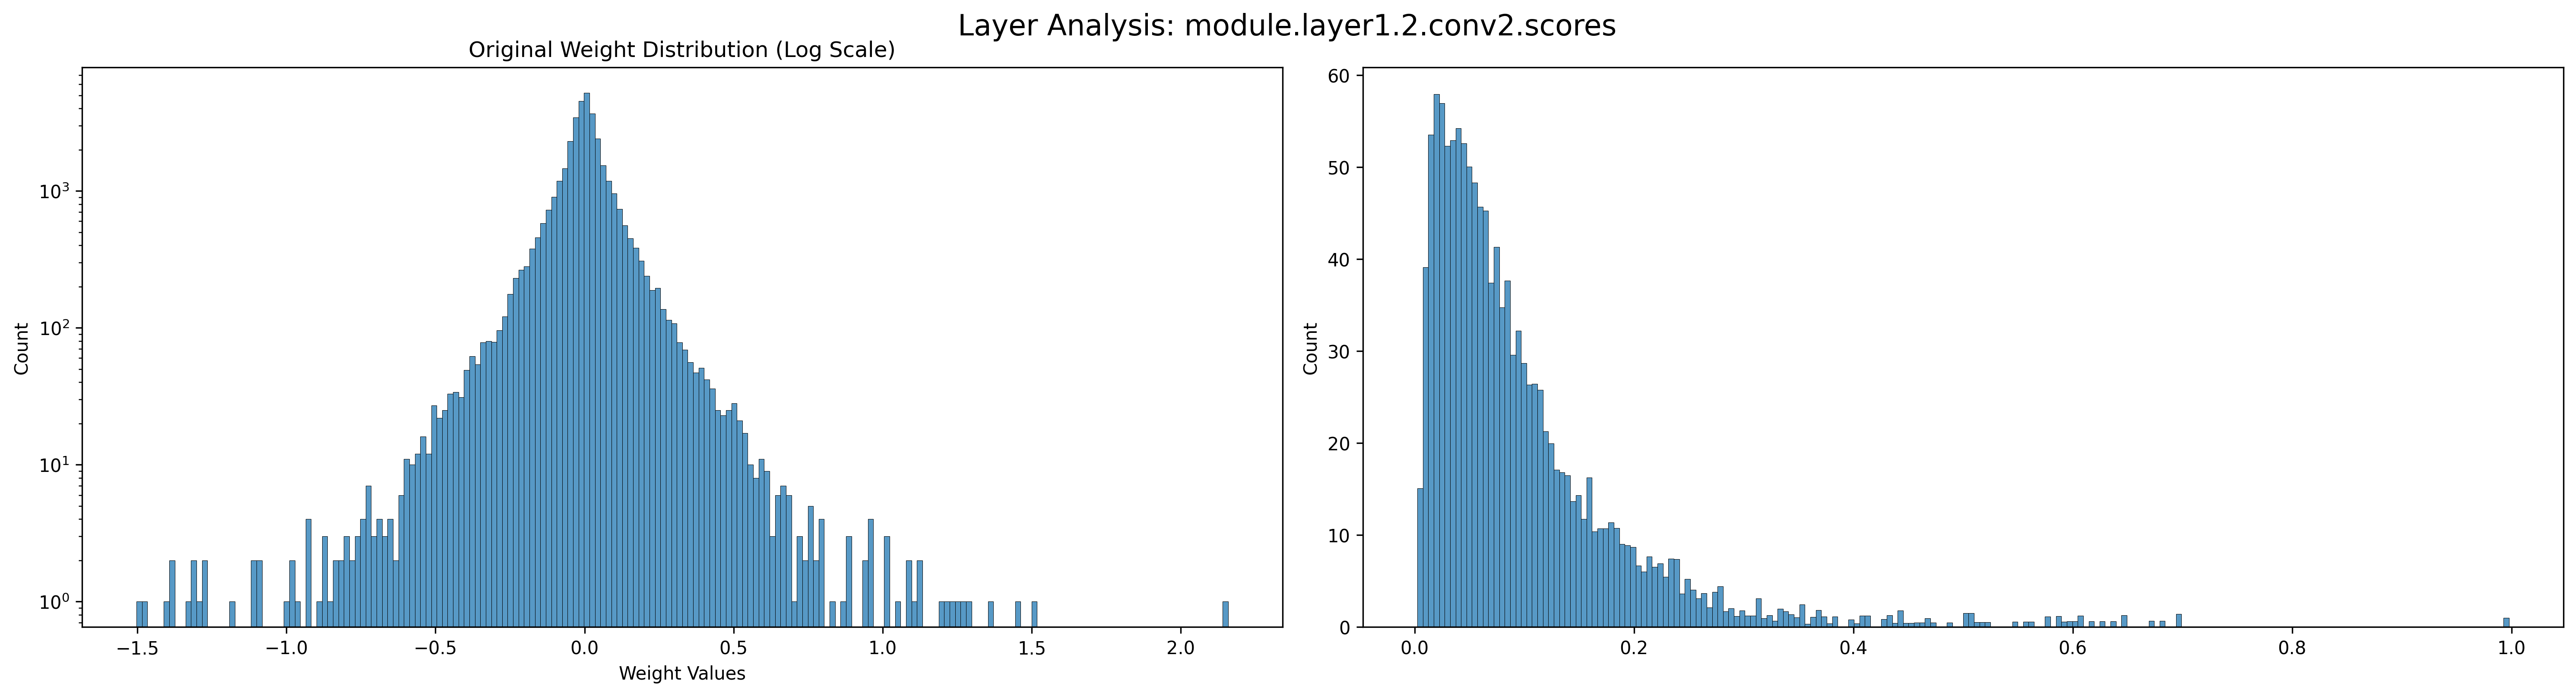 Layer Analysis: module.layer1.2.conv2.scores
Original Weight Distribution (Log Scale)
Count
10³
10²
10¹
10⁰
−1.5 −1.0 −0.5 0.0 0.5 1.0 1.5 2.0
Weight Values
Count
60
50
40
30
20
10
0
0.0 0.2 0.4 0.6 0.8 1.0